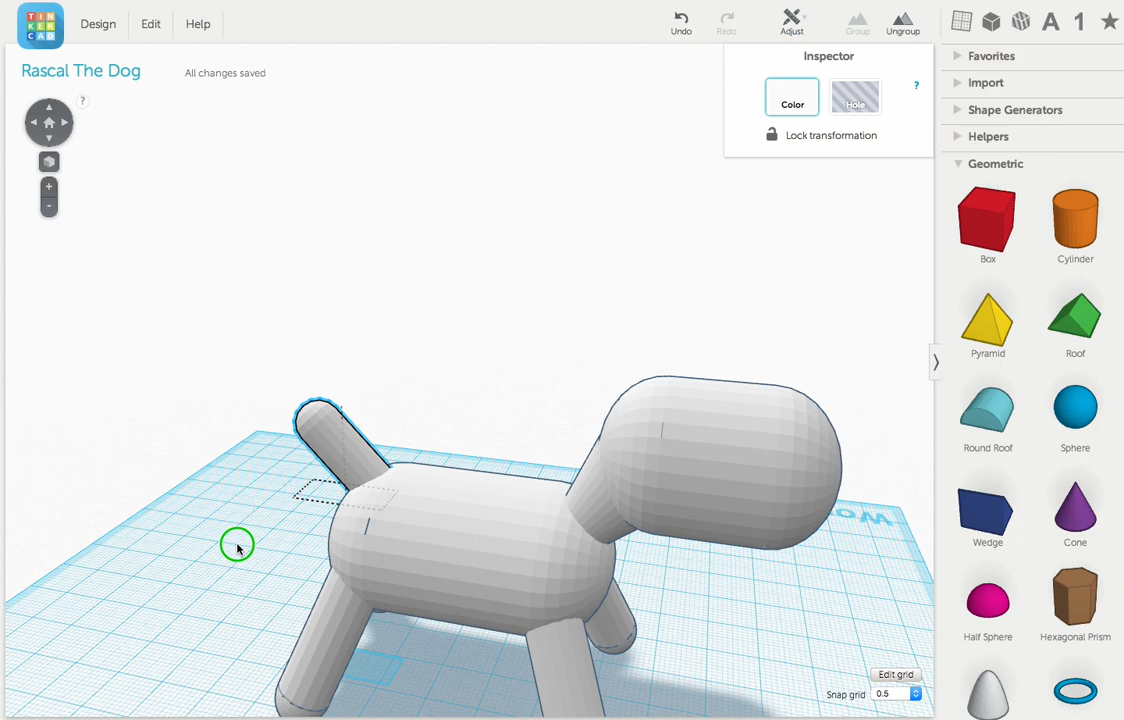 TIN
KER
CAD
Design
Edit
Help
Undo
Redo
Adjust
Group
Ungroup
A
1
Rascal The Dog
All changes saved
?
+
-
Inspector
Color
Hole
?
Lock transformation
Favorites
Import
Shape Generators
Helpers
Geometric
Box
Cylinder
Pyramid
Roof
Round Roof
Sphere
Wedge
Cone
Half Sphere
Hexagonal Prism
Edit grid
Snap grid
0.5